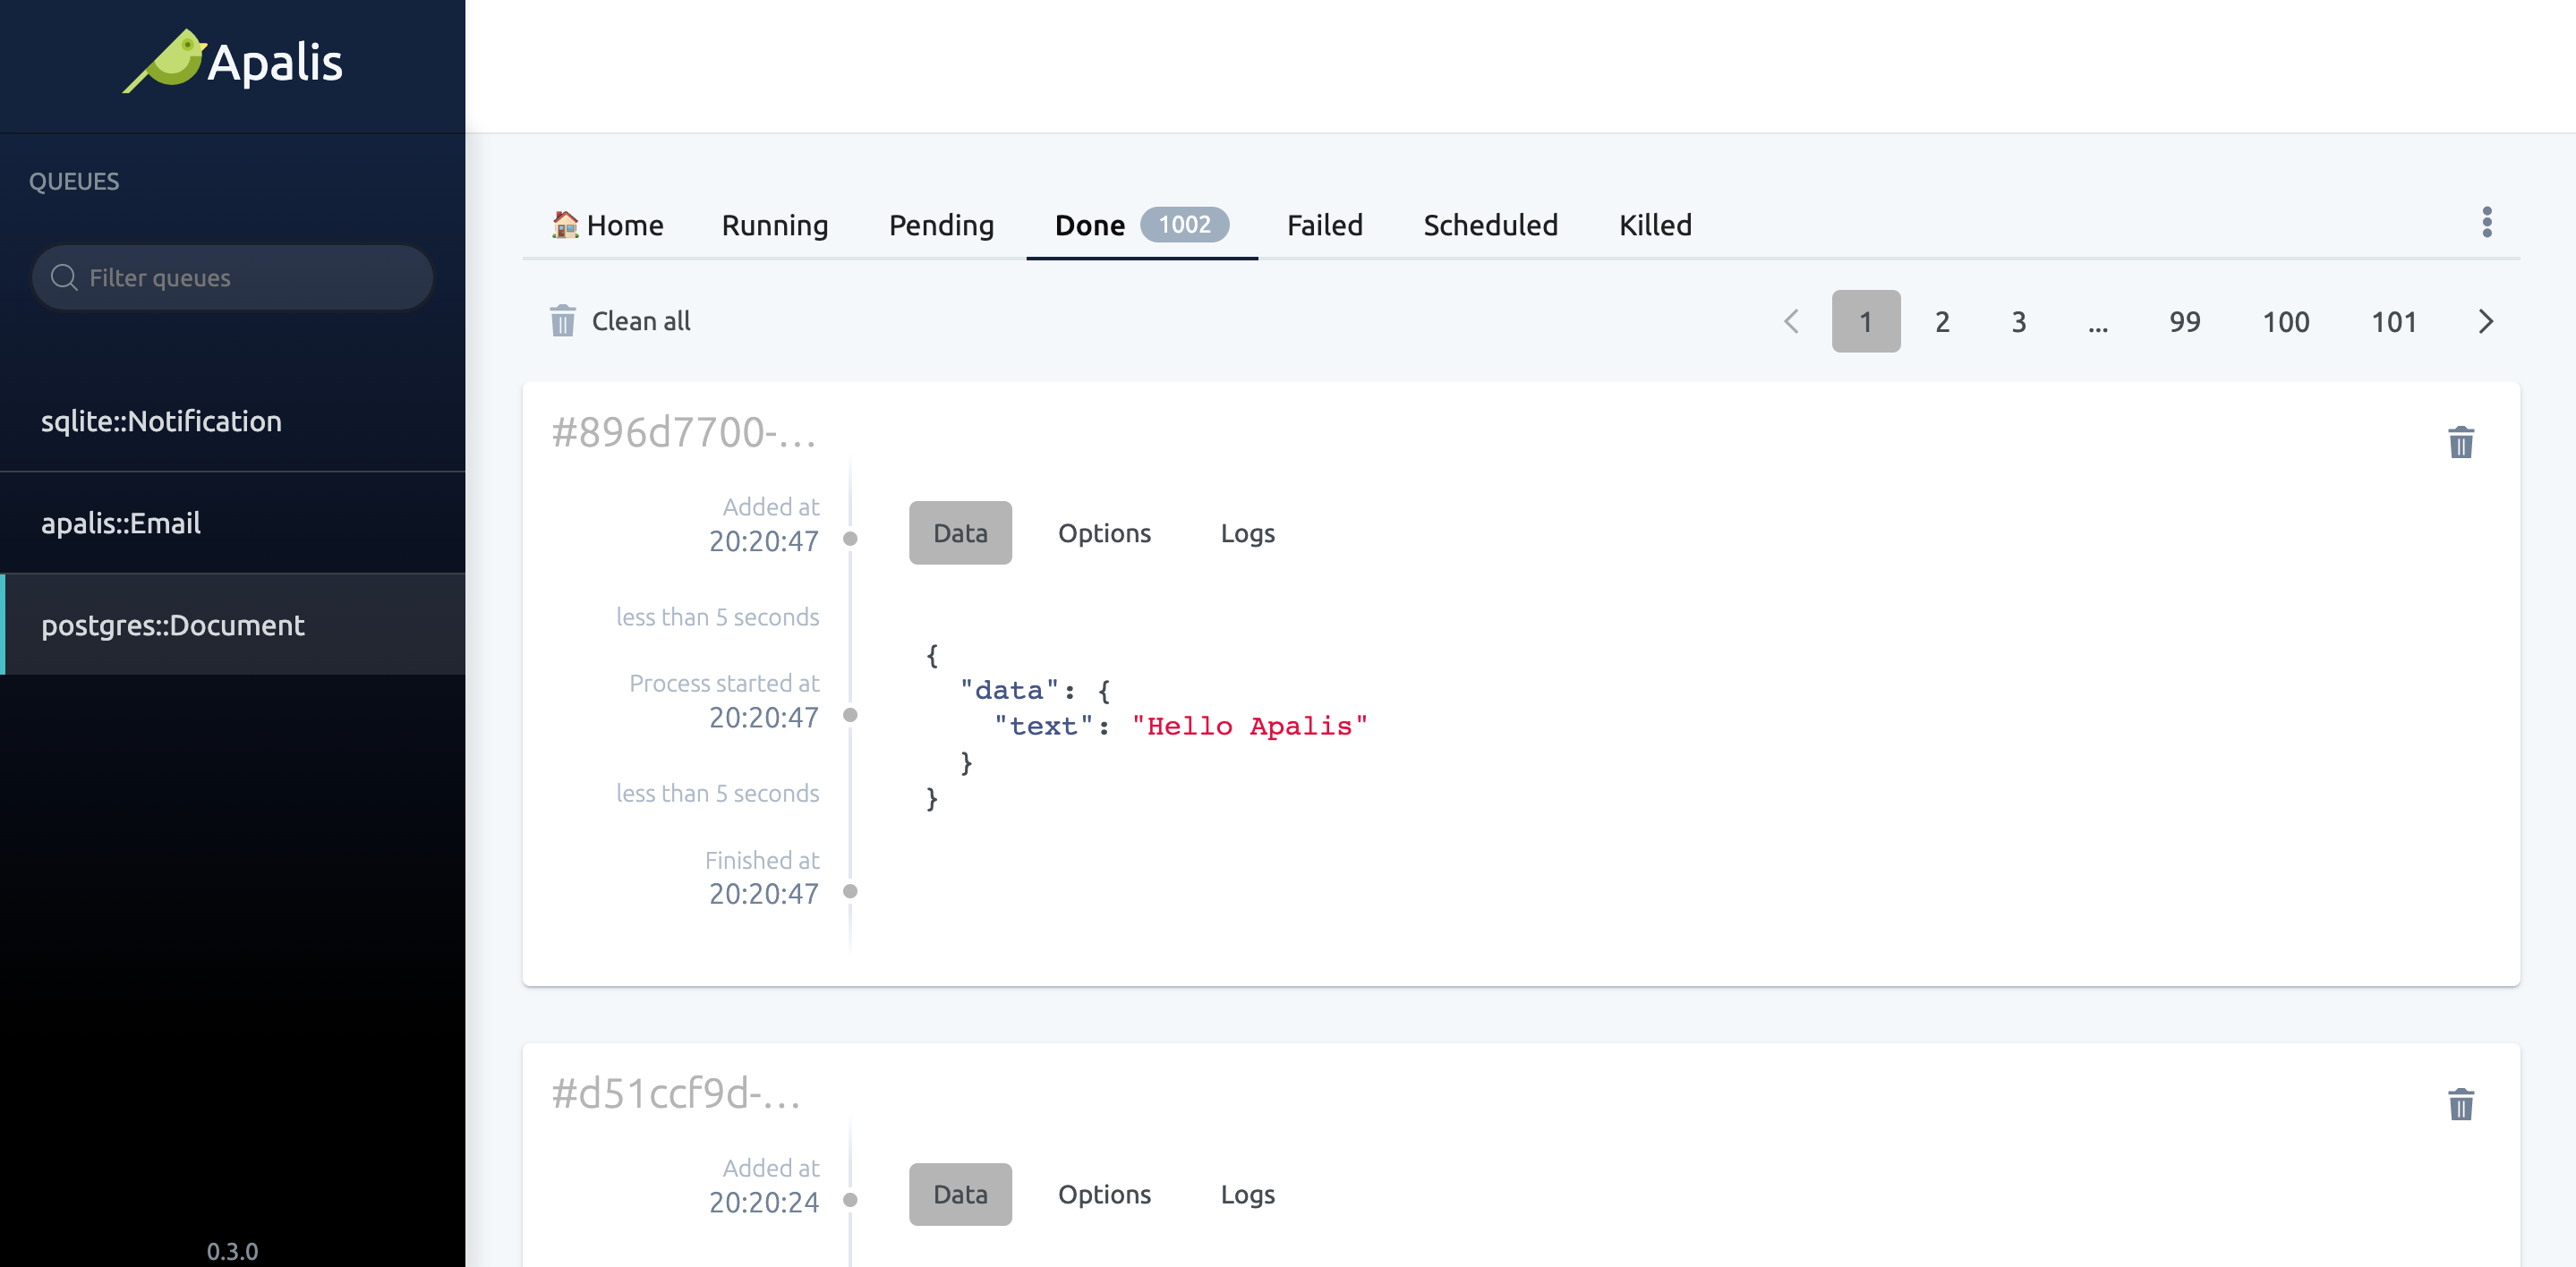 Apalis
QUEUES
Filter queues
sqlite::Notification
apalis::Email
postgres::Document
0.3.0
Home Running Pending Done 1002 Failed Scheduled Killed
Clean all
1 2 3 ... 99 100 101
#896d7700-...
Added at
20:20:47
less than 5 seconds
Process started at
20:20:47
less than 5 seconds
Finished at
20:20:47
Data Options Logs
{
"data": {
"text": "Hello Apalis"
}
}
#d51ccf9d-...
Added at
20:20:24
Data Options Logs